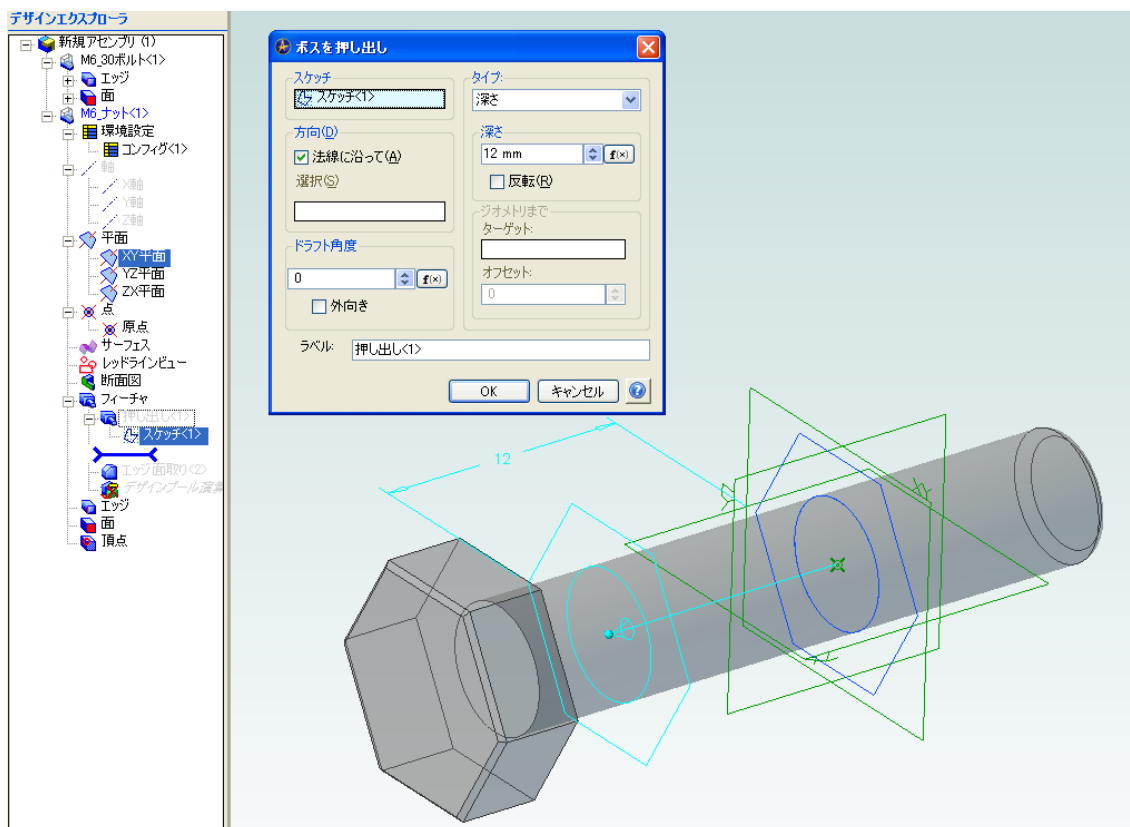 デザインエクスプローラ
新規アセンブリ (1)
M6_30ボルト<1>
エッジ
面
M6_ナット<1>
環境設定
コンフィグ<1>
軸
X軸
Y軸
Z軸
平面
XY平面
YZ平面
ZX平面
点
原点
サーフェス
レッドラインビュー
断面図
フィーチャ
押し出し<1>
スケッチ<1>
エッジ面取り<2>
デザインブール演算
エッジ
面
頂点
ボスを押し出し
スケッチ
スケッチ<1>
方向(D)
法線に沿って(A)
選択(S)
ドラフト角度
0
f(x)
外向き
タイプ:
深さ
深さ
12 mm
f(x)
反転(R)
ジオメトリまで
ターゲット:
オフセット:
0
ラベル:
押し出し<1>
OK
キャンセル
?
12